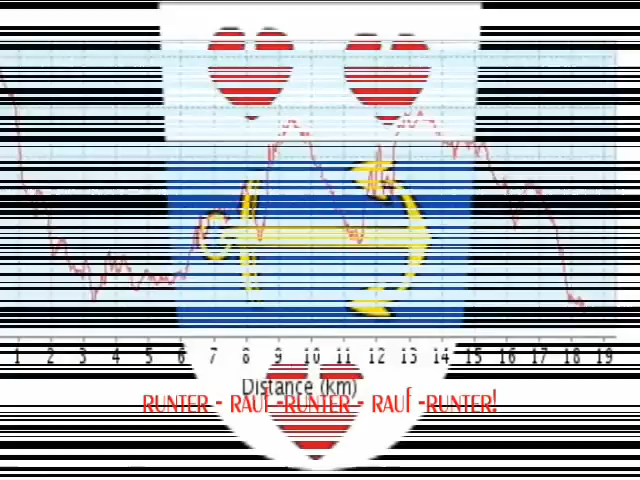 1 2 3 4 5 6 7 8 9 10 11 12 13 14 15 16 17 18 19
Distance (km)
RUNTER - RAUf -RUNTER - RAUf -RUNTER!